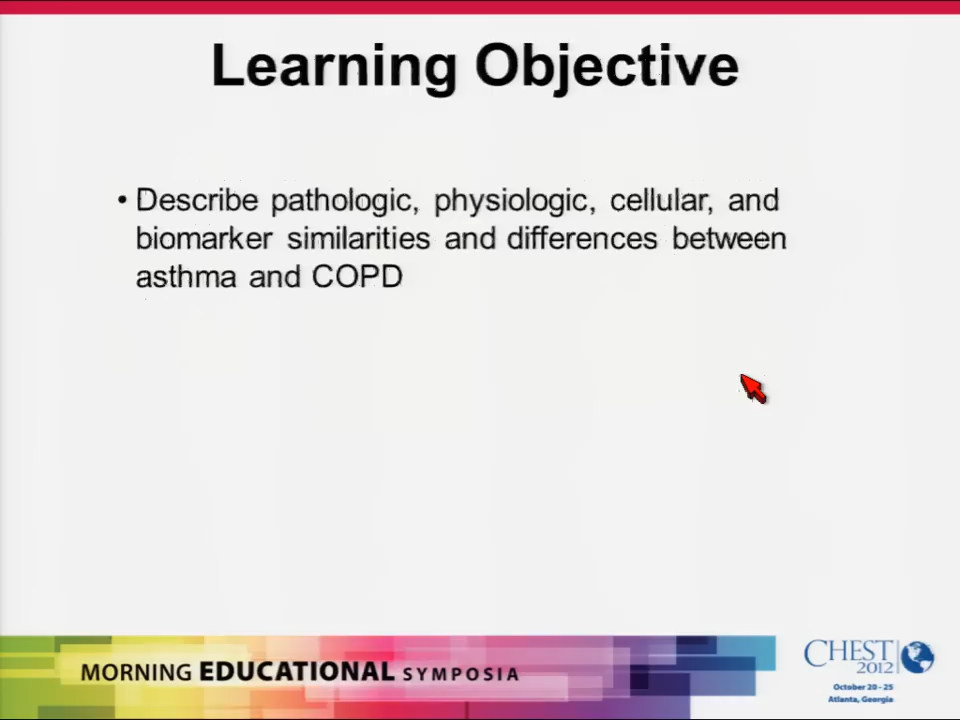 Learning Objective
• Describe pathologic, physiologic, cellular, and
biomarker similarities and differences between
asthma and COPD
MORNING EDUCATIONAL SYMPOSIA
CHEST
2012
October 20-25
Atlanta, Georgia